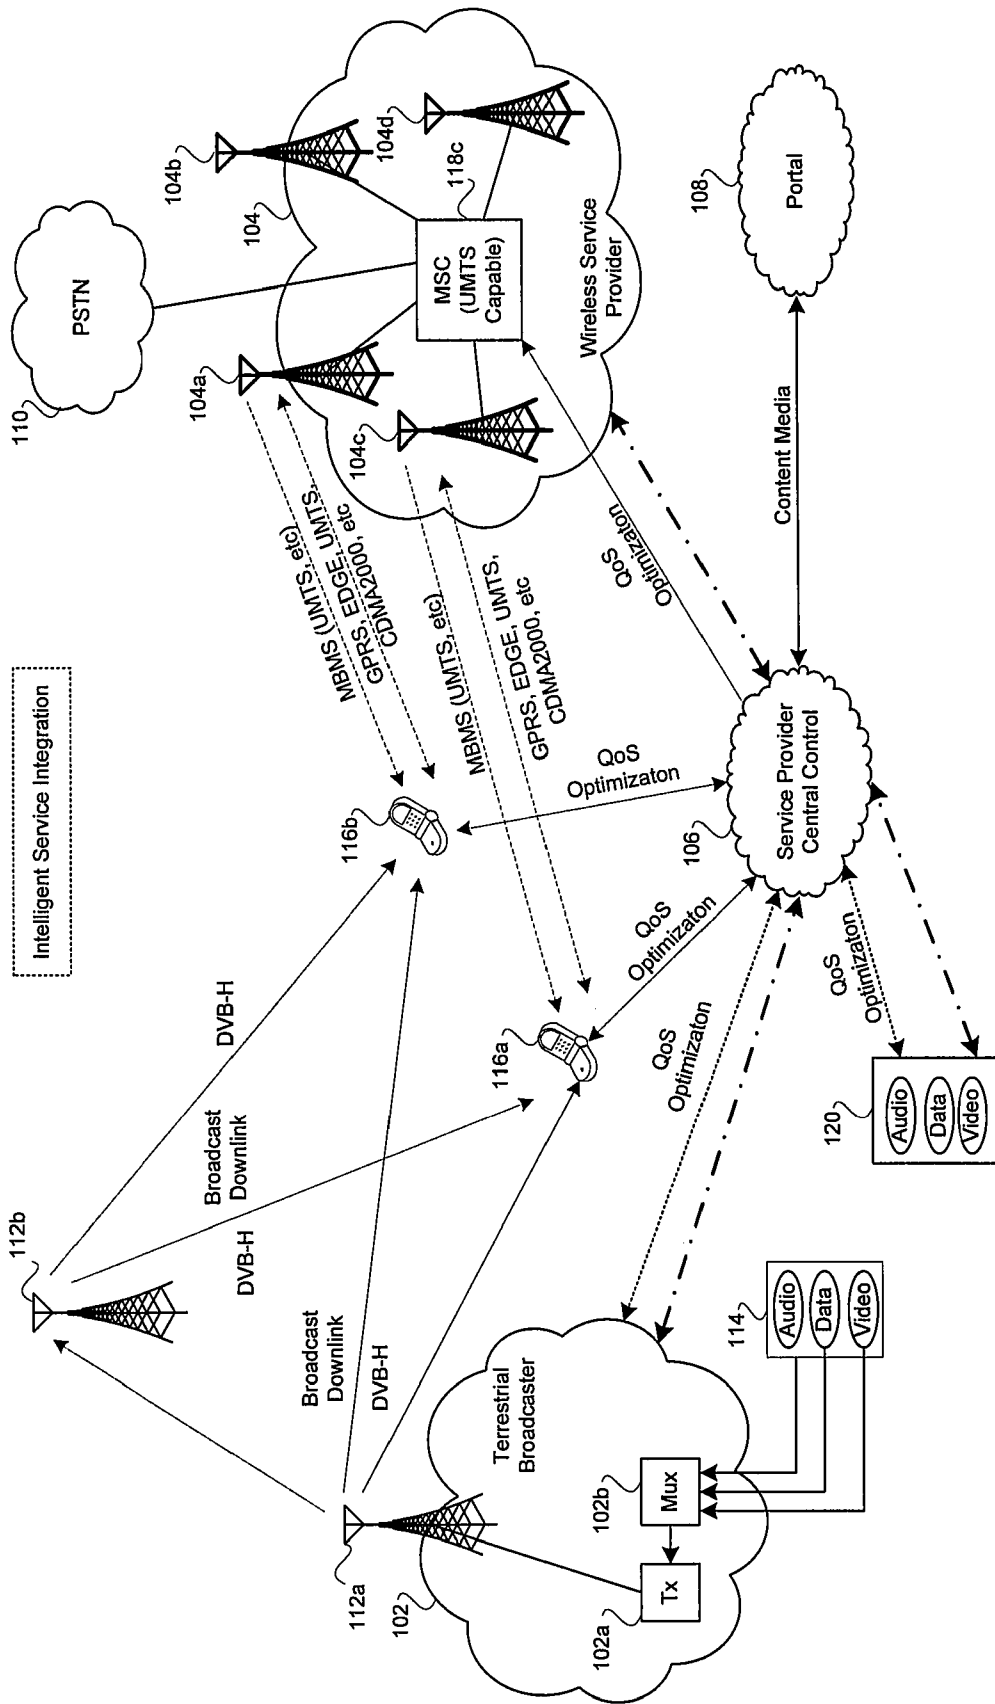 Intelligent Service Integration
110
PSTN
104b
104
104a
104d
118c
MSC
(UMTS
Capable)
104c
Wireless Service
Provider
108
Portal
Content Media
MBMS (UMTS, etc)
GPRS, EDGE, UMTS,
CDMA2000, etc
MBMS (UMTS, etc)
GPRS, EDGE, UMTS,
CDMA2000, etc
QoS
Optimizaton
QoS
Optimizaton
116b
106
Service Provider
Central Control
QoS
Optimizaton
116a
QoS
Optimizaton
QoS
Optimizaton
120
Audio
Data
Video
112b
DVB-H
Broadcast
Downlink
DVB-H
Broadcast
Downlink
DVB-H
112a
102
Terrestrial
Broadcaster
102b
Mux
102a
Tx
114
Audio
Data
Video